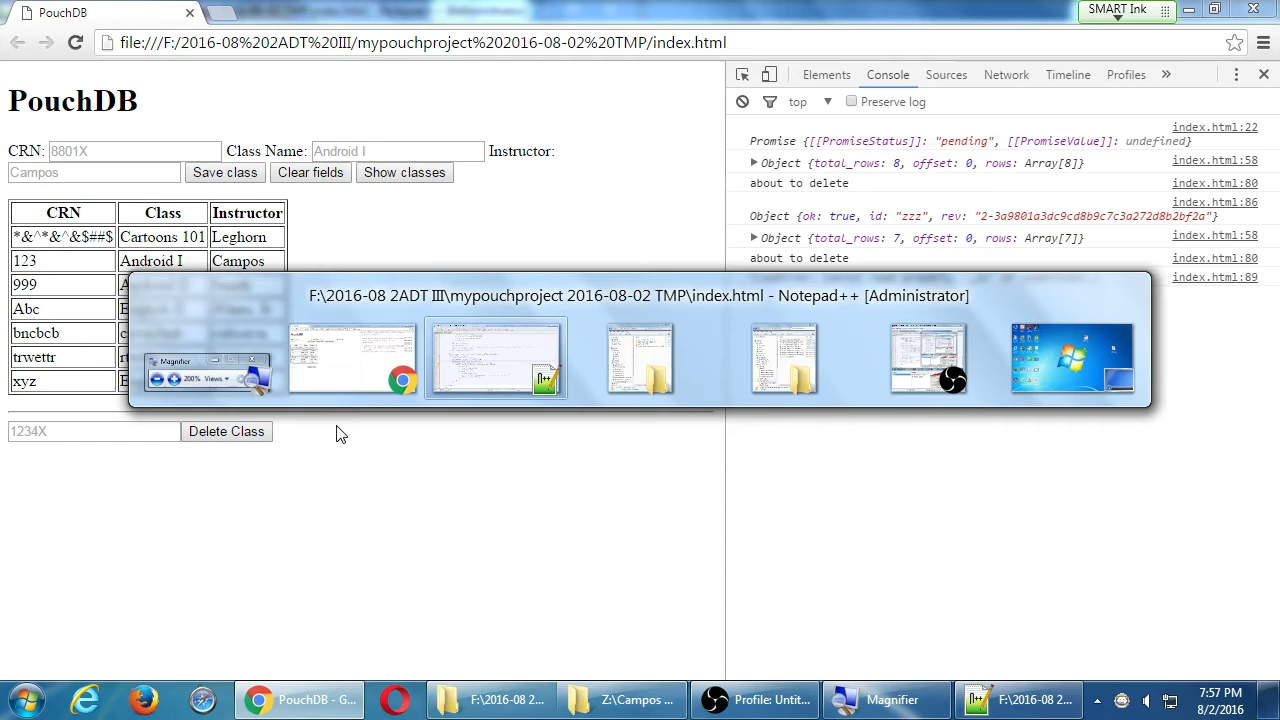 PouchDB
SMART Ink
file:///F:/2016-08%202ADT%20III/mypouchproject%202016-08-02%20TMP/index.html
Elements Console Sources Network Timeline Profiles »
top Preserve log
PouchDB
CRN: 8801X Class Name: Android I Instructor:
Campos Save class Clear fields Show classes
CRN Class Instructor
*&^*&^&$##$ Cartoons 101 Leghorn
123 Android I Campos
999
Abc
bncbcb
trwettr
xyz
1234X Delete Class
index.html:22
Promise {[[PromiseStatus]]: "pending", [[PromiseValue]]: undefined}
Object {total_rows: 8, offset: 0, rows: Array[8]} index.html:58
about to delete index.html:80
index.html:86
Object {ok: true, id: "zzz", rev: "2-3a9801a3dc9cd8b9c7c3a272d8b2bf2a"}
Object {total_rows: 7, offset: 0, rows: Array[7]} index.html:58
about to delete index.html:80
index.html:89
F:\2016-08 2ADT III\mypouchproject 2016-08-02 TMP\index.html - Notepad++ [Administrator]
Magnifier
200% Views
PouchDB - G...
F:\2016-08 2...
Z:\Campos ...
Profile: Untit...
Magnifier
F:\2016-08 2...
7:57 PM
8/2/2016